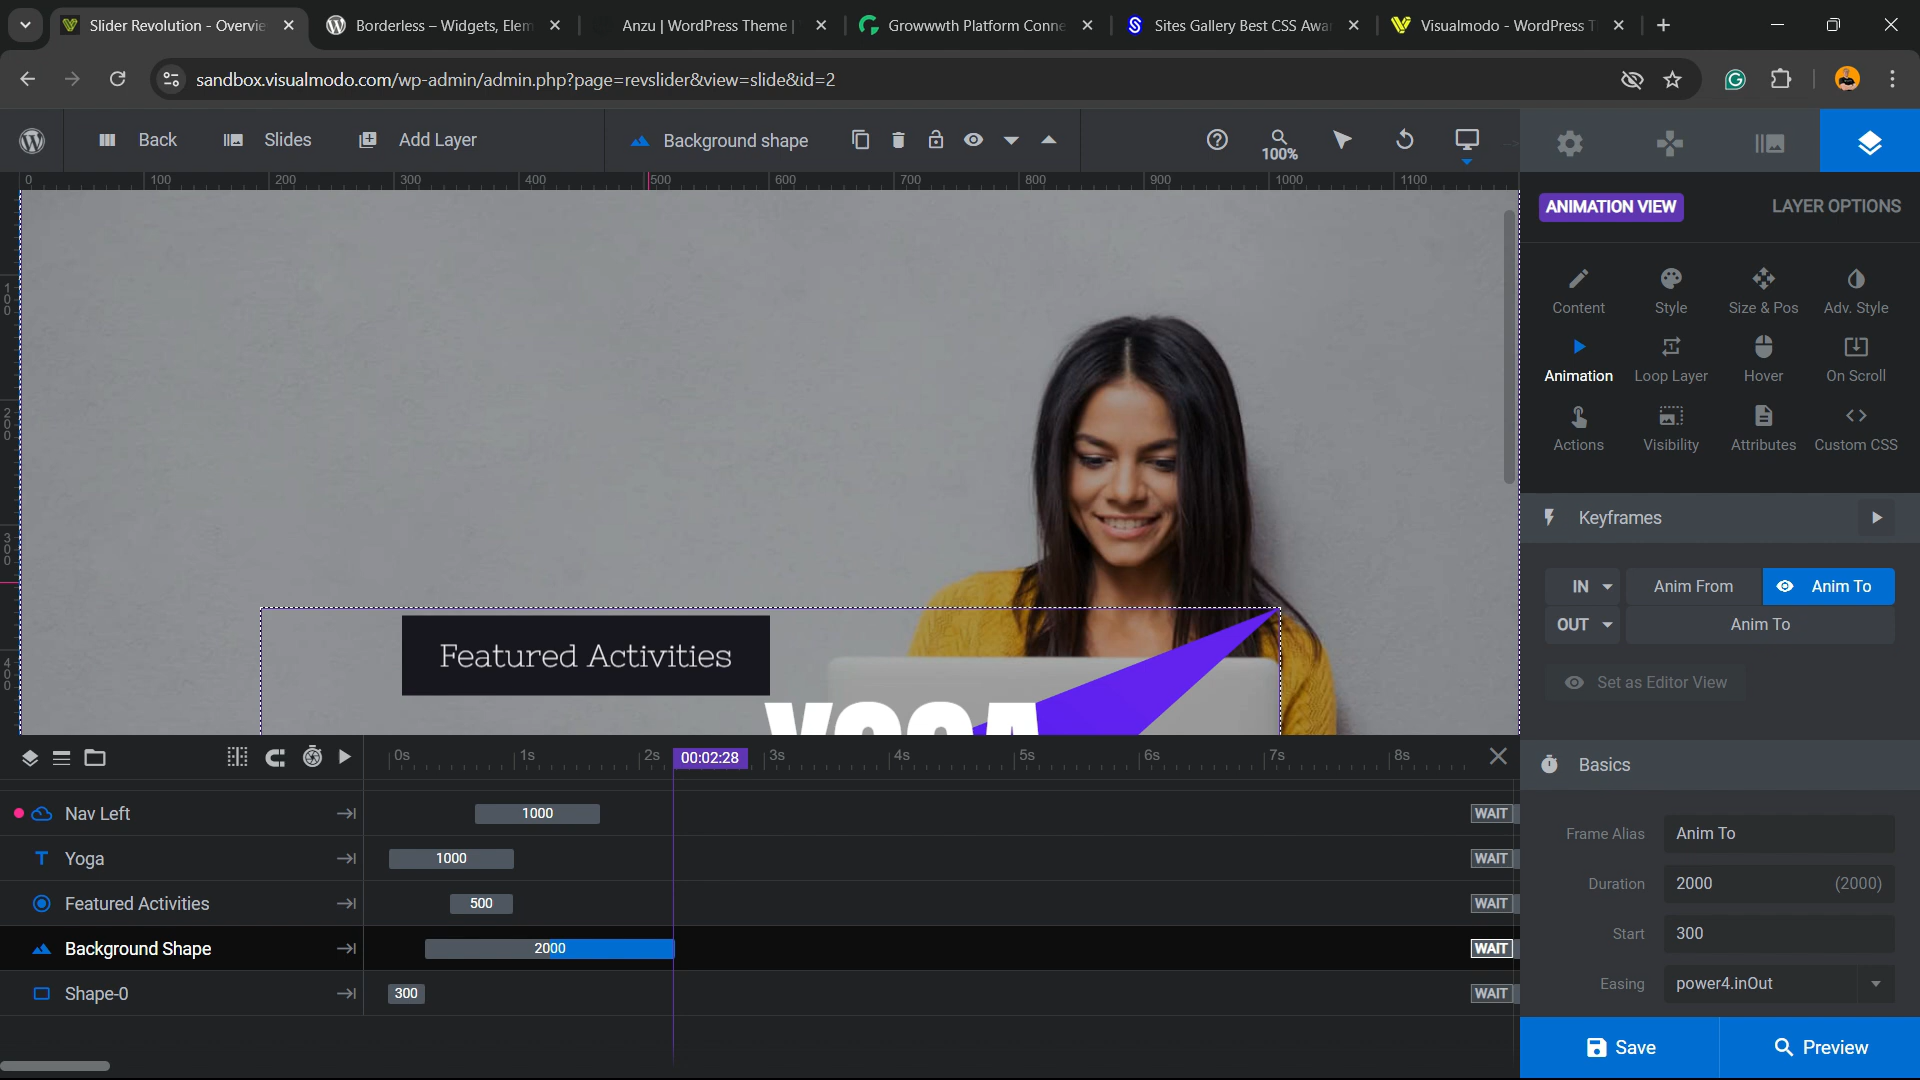 Slider Revolution - Overvie
Borderless – Widgets, Elem
Anzu | WordPress Theme |
Growwwth Platform Conne
Sites Gallery Best CSS Awa
Visualmodo - WordPress T
sandbox.visualmodo.com/wp-admin/admin.php?page=revslider&view=slide&id=2
Back
Slides
Add Layer
Background shape
100%
0 100 200 300 400 500 600 700 800 900 1000 1100
100
200
300
400
ANIMATION VIEW
LAYER OPTIONS
Content
Style
Size & Pos
Adv. Style
Animation
Loop Layer
Hover
On Scroll
Actions
Visibility
Attributes
Custom CSS
Keyframes
IN
Anim From
Anim To
OUT
Anim To
Set as Editor View
Featured Activities
YOGA
0s 1s 2s 00:02:28 3s 4s 5s 6s 7s 8s
Nav Left
1000
WAIT
Yoga
1000
WAIT
Featured Activities
500
WAIT
Background Shape
2000
WAIT
Shape-0
300
WAIT
Basics
Frame Alias
Anim To
Duration
2000
(2000)
Start
300
Easing
power4.inOut
Save
Preview